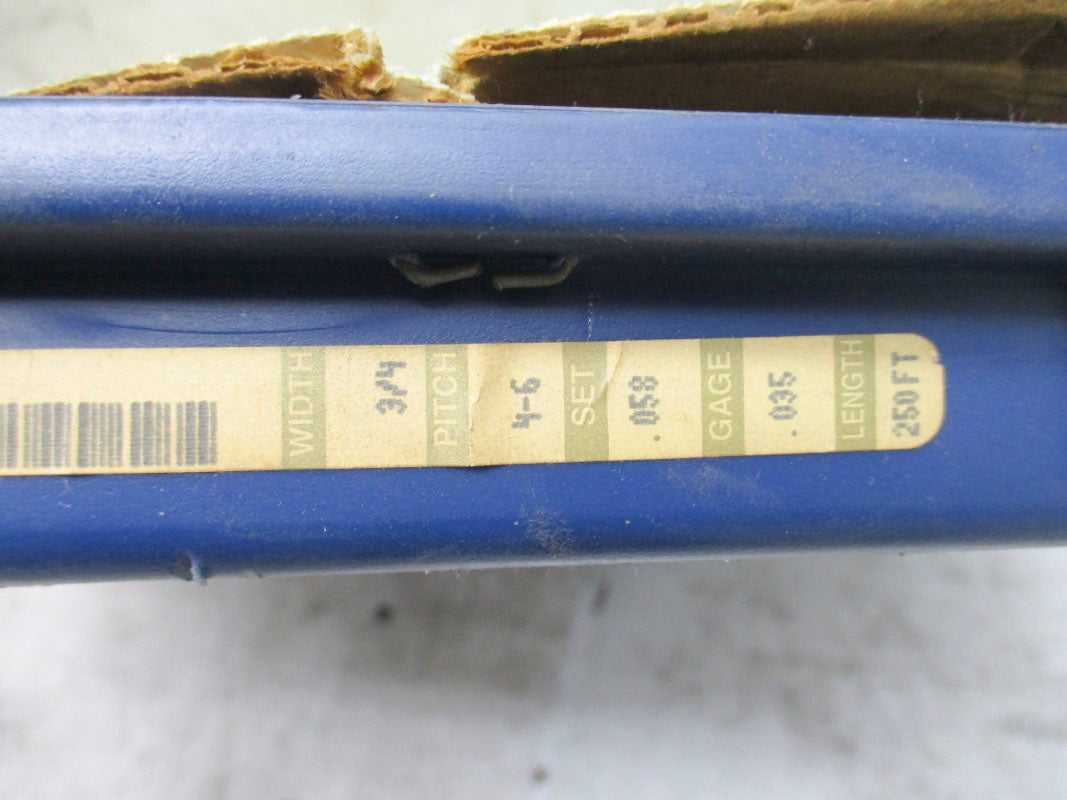 WIDTH
3/4
PITCH
4-6
SET
.058
GAGE
.035
LENGTH
250FT